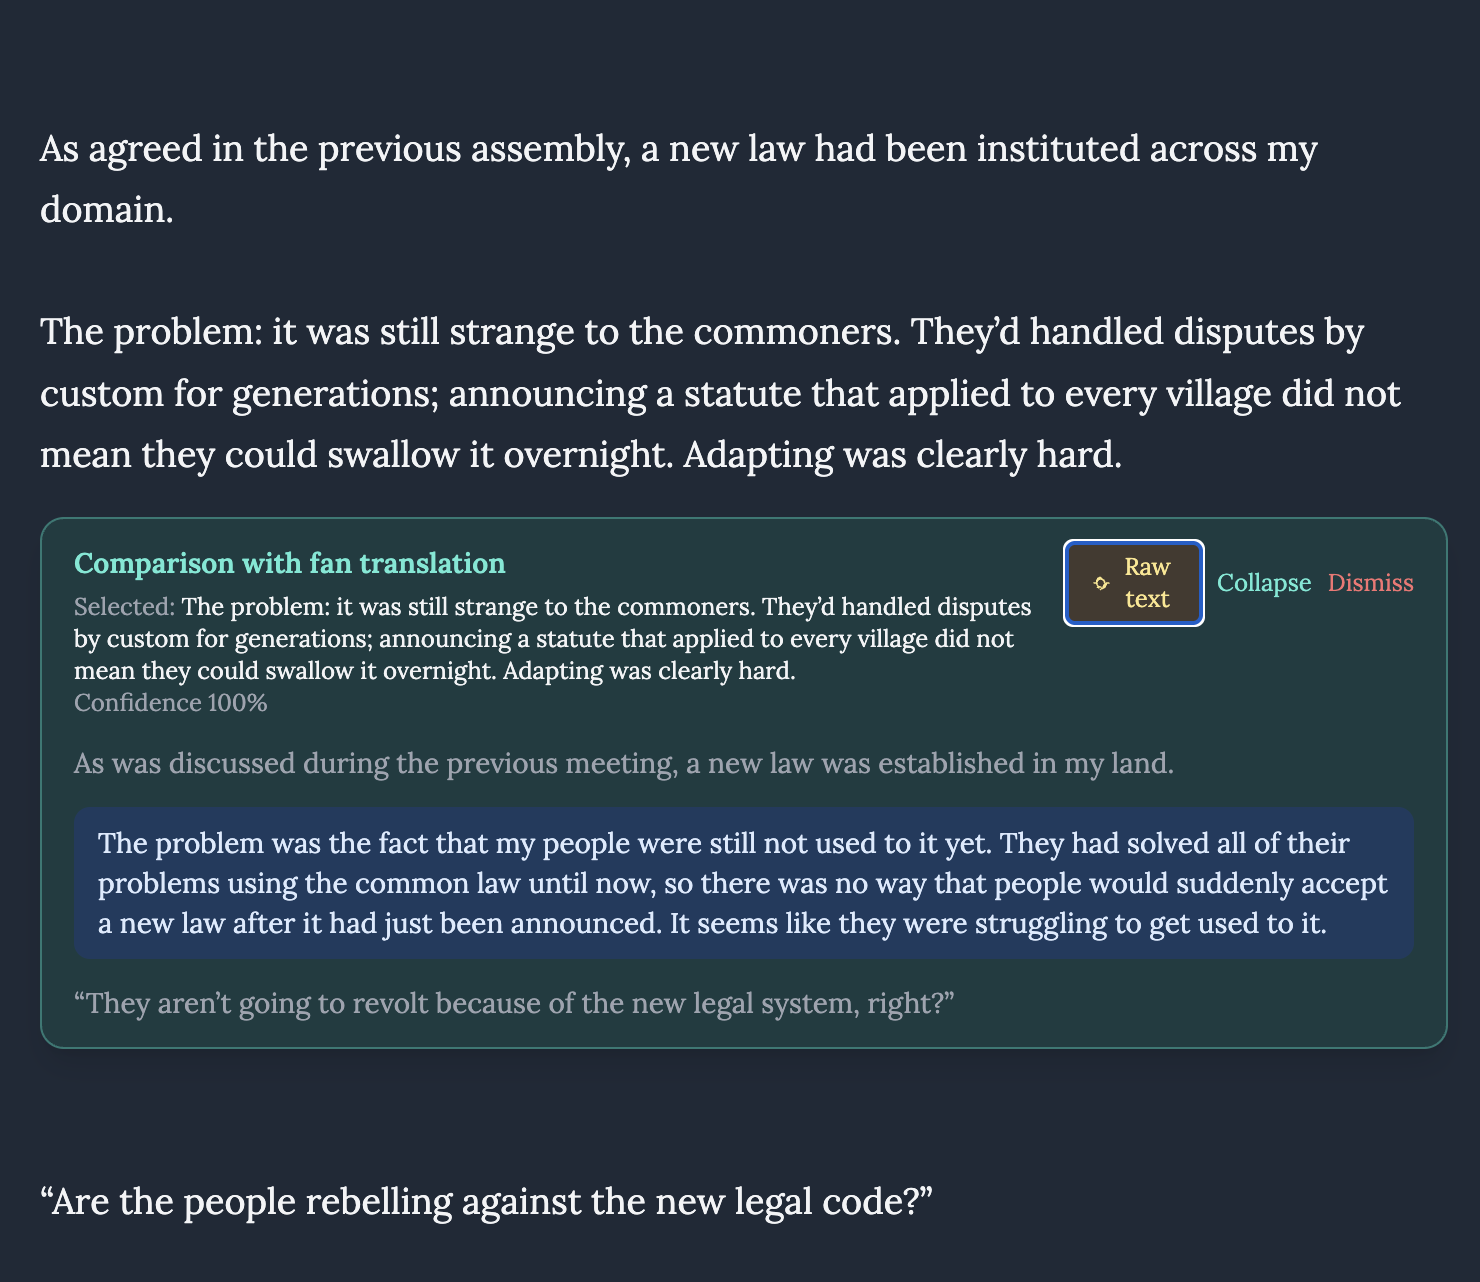 As agreed in the previous assembly, a new law had been instituted across my
domain.
The problem: it was still strange to the commoners. They’d handled disputes by
custom for generations; announcing a statute that applied to every village did not
mean they could swallow it overnight. Adapting was clearly hard.
Comparison with fan translation
Selected: The problem: it was still strange to the commoners. They’d handled disputes
by custom for generations; announcing a statute that applied to every village did not
mean they could swallow it overnight. Adapting was clearly hard.
Confidence 100%
Raw
text
Collapse
Dismiss
As was discussed during the previous meeting, a new law was established in my land.
The problem was the fact that my people were still not used to it yet. They had solved all of their
problems using the common law until now, so there was no way that people would suddenly accept
a new law after it had just been announced. It seems like they were struggling to get used to it.
“They aren’t going to revolt because of the new legal system, right?”
“Are the people rebelling against the new legal code?”